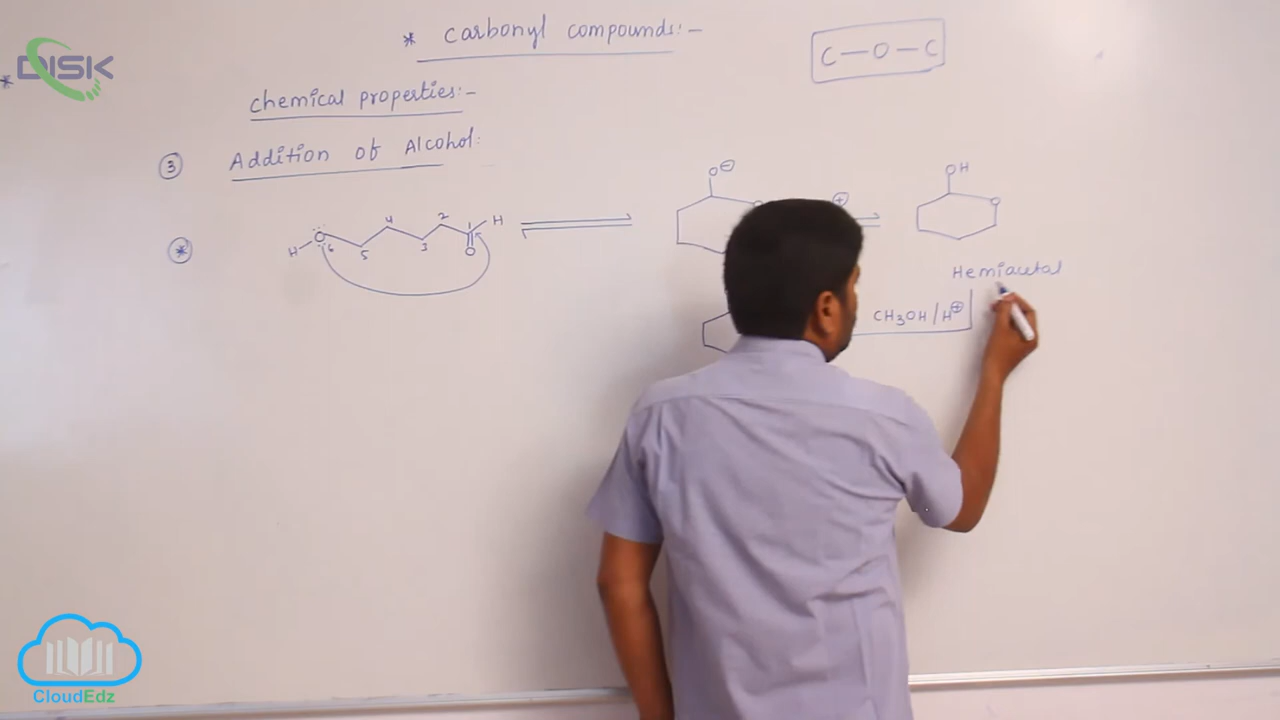 DISK
* Carbonyl compounds:-
C-O-C
*
Chemical properties:-
③ Addition of Alcohol:
* H O 6 5 4 3 2 1 H O
O⊖
⊕
OH
O
Hemiacetal
CH3OH/H⊕
CloudEdz